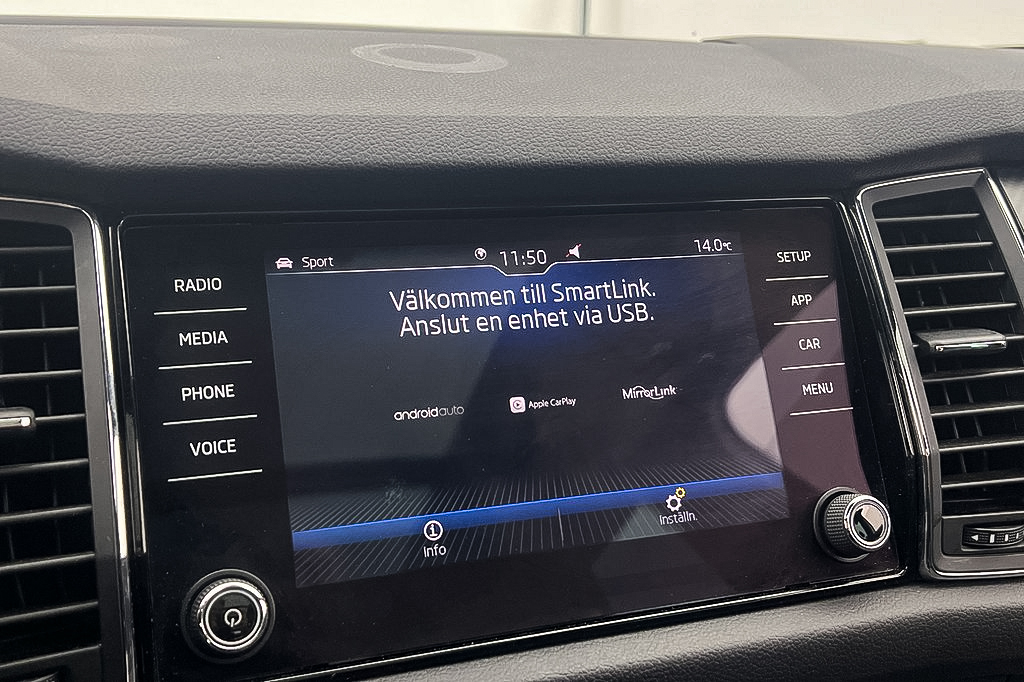 Sport
11:50
14.0°C
RADIO
MEDIA
PHONE
VOICE
Välkommen till SmartLink.
Anslut en enhet via USB.
androidauto
Apple CarPlay
MirrorLink
Info
Inställn.
SETUP
APP
CAR
MENU